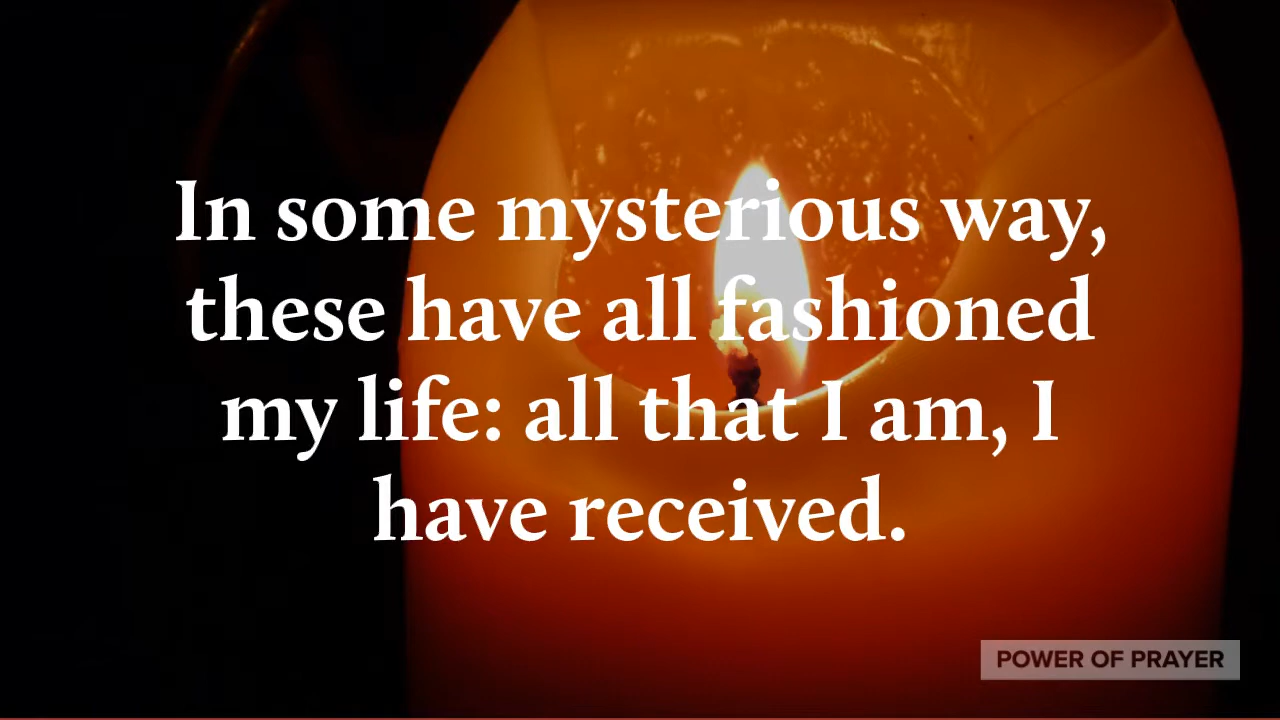 In some mysterious way,
these have all fashioned
my life: all that I am, I
have received.
POWER OF PRAYER